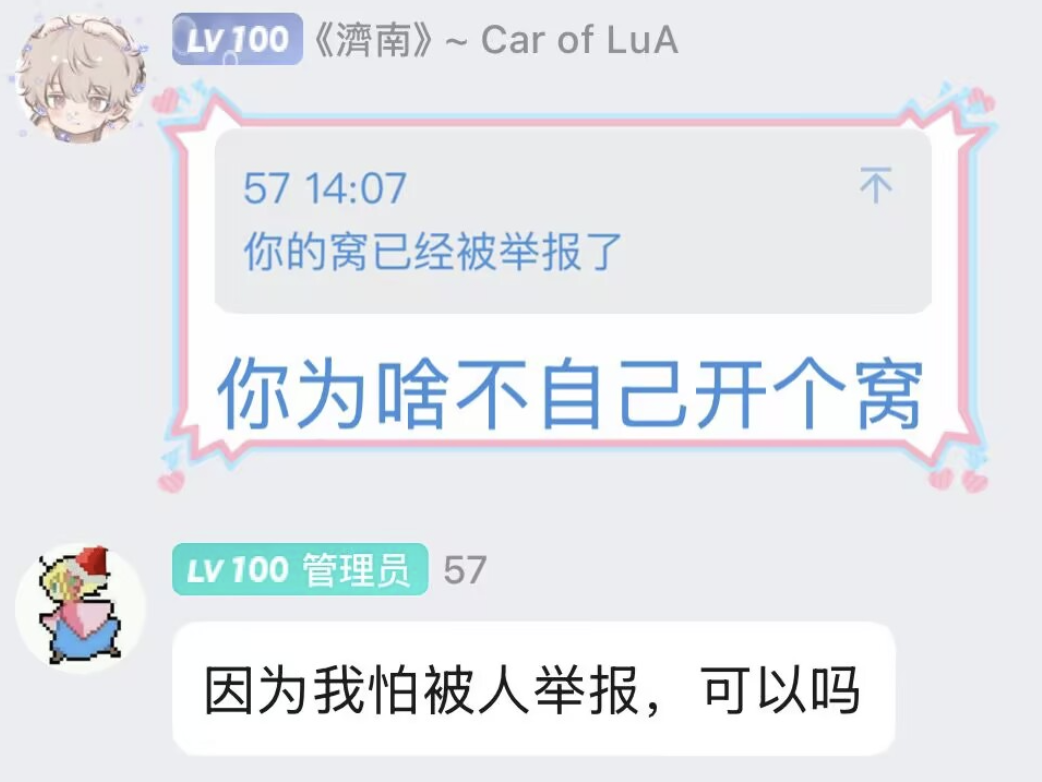 LV 100 《濟南》~ Car of LuA
57 14:07
你的窝已经被举报了
你为啥不自己开个窝
LV 100 管理员 57
因为我怕被人举报，可以吗